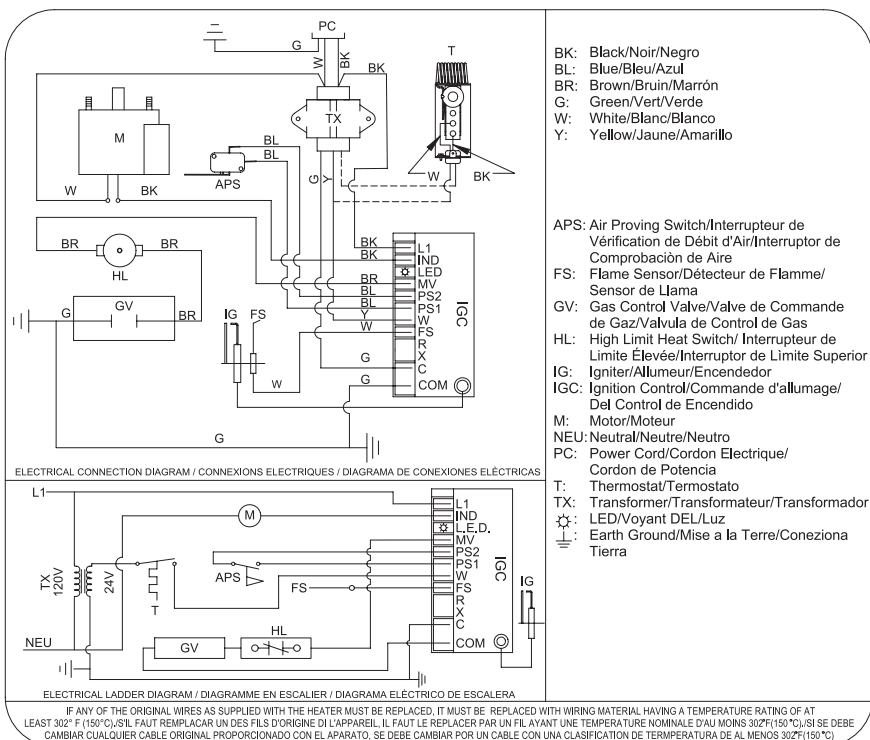 PC
G
W
BK
BK
T
TX
M
BL
BL
APS
G
Y
W
BK
W
BK
BR
BR
HL
G
GV
BR
IG
FS
W
BK
BK
BR
BL
BL
Y
W
G
G
L1
IND
LED
MV
PS2
PS1
W
FS
R
X
C
COM
IGC
G
ELECTRICAL CONNECTION DIAGRAM / CONNEXIONS ELECTRIQUES / DIAGRAMA DE CONEXIONES ELÉCTRICAS
L1
M
TX
120V
24V
T
APS
FS
NEU
GV
HL
L1
IND
L.E.D.
MV
PS2
PS1
W
FS
R
X
C
COM
IGC
IG
ELECTRICAL LADDER DIAGRAM / DIAGRAMME EN ESCALIER / DIAGRAMA ELÈCTRICO DE ESCALERA
BK: Black/Noir/Negro
BL: Blue/Bleu/Azul
BR: Brown/Bruin/Marrón
G: Green/Vert/Verde
W: White/Blanc/Blanco
Y: Yellow/Jaune/Amarillo
APS: Air Proving Switch/Interrupteur de
Vérification de Débit d'Air/Interruptor de
Comprobaciòn de Aire
FS: Flame Sensor/Détecteur de Flamme/
Sensor de Llama
GV: Gas Control Valve/Valve de Commande
de Gaz/Valvula de Control de Gas
HL: High Limit Heat Switch/ Interrupteur de
Limite Élevée/Interruptor de Lìmite Superior
IG: Igniter/Allumeur/Encendedor
IGC: Ignition Control/Commande d'allumage/
Del Control de Encendido
M: Motor/Moteur
NEU: Neutral/Neutre/Neutro
PC: Power Cord/Cordon Electrique/
Cordon de Potencia
T: Thermostat/Termostato
TX: Transformer/Transformateur/Transformador
: LED/Voyant DEL/Luz
: Earth Ground/Mise a la Terre/Coneziona
Tierra
IF ANY OF THE ORIGINAL WIRES AS SUPPLIED WITH THE HEATER MUST BE REPLACED, IT MUST BE REPLACED WITH WIRING MATERIAL HAVING A TEMPERATURE RATING OF AT
LEAST 302° F (150°C)./S'IL FAUT REMPLACAR UN DES FILS D'ORIGINE DI L'APPAREIL, IL FAUT LE REPLACER PAR UN FIL AYANT UNE TEMPERATURE NOMINALE D'AU MOINS 302°F(150°C)./SI SE DEBE
CAMBIAR CUALQUIER CABLE ORIGINAL PROPORCIONADO CON EL APARATO, SE DEBE CAMBIAR POR UN CABLE CON UNA CLASIFICATION DE TERMPERATURA DE AL MENOS 302°F(150°C)